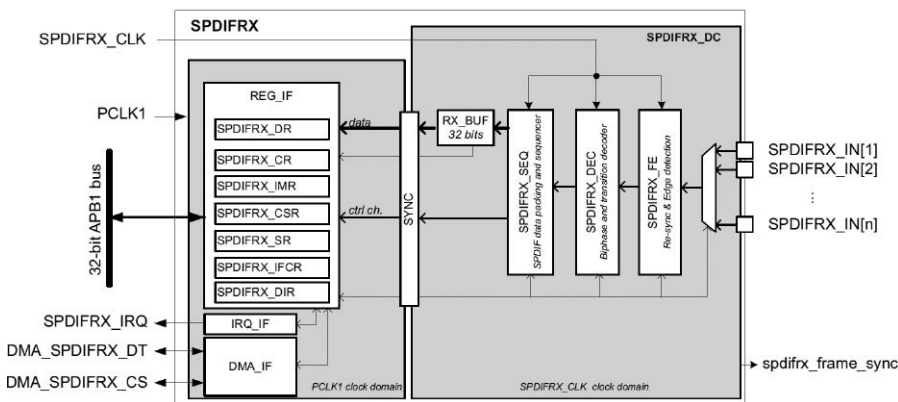 SPDIFRX
SPDIFRX_DC
SPDIFRX_CLK
PCLK1
32-bit APB1 bus
REG_IF
SPDIFRX_DR
SPDIFRX_CR
SPDIFRX_IMR
SPDIFRX_CSR
SPDIFRX_SR
SPDIFRX_IFCR
SPDIFRX_DIR
data
ctrl ch.
SYNC
RX_BUF
32 bits
SPDIFRX_SEQ
SPDIF data packing and sequencer
SPDIFRX_DEC
Biphase and transition decoder
SPDIFRX_FE
Re-sync & Edge detection
SPDIFRX_IN[1]
SPDIFRX_IN[2]
...
SPDIFRX_IN[n]
SPDIFRX_IRQ
IRQ_IF
DMA_SPDIFRX_DT
DMA_SPDIFRX_CS
DMA_IF
PCLK1 clock domain
SPDIFRX_CLK clock domain
spdifrx_frame_sync